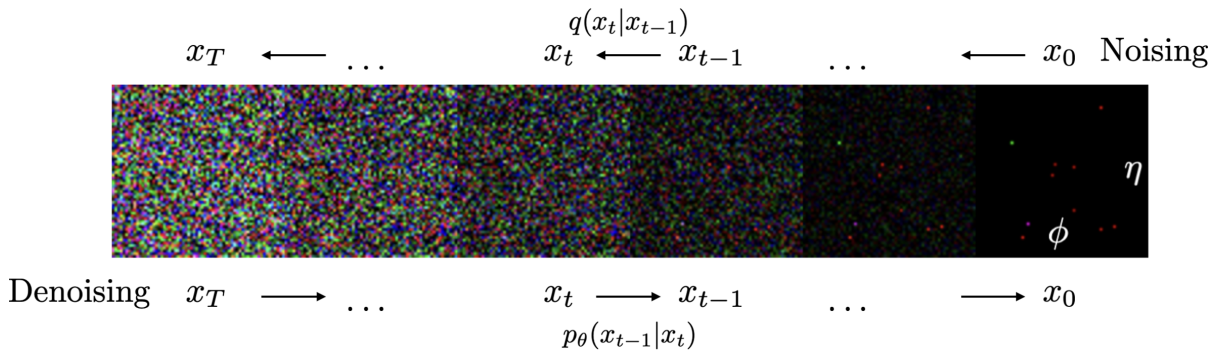 q(x_t|x_{t-1})
x_T ← ... x_t ← x_{t-1} ... ← x_0 Noising
η
ϕ
Denoising x_T → ... x_t → x_{t-1} ... → x_0
p_θ(x_{t-1}|x_t)